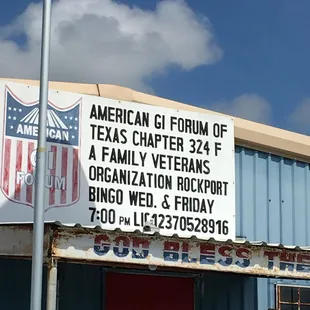 AMERICAN GI FORUM OF
TEXAS CHAPTER 324 F
A FAMILY VETERANS
ORGANIZATION ROCKPORT
BINGO WED. & FRIDAY
7:00 PM LIC12370528916
AMERICAN
GI
FORUM
GOD BLESS THE